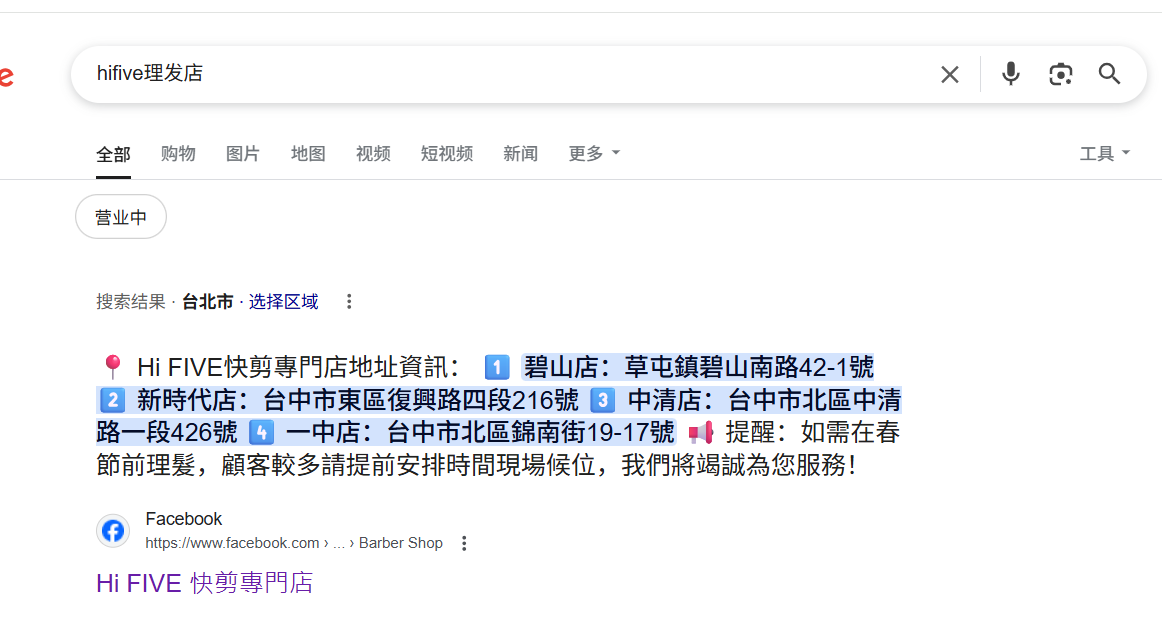 e
hifive理发店
全部 购物 图片 地图 视频 短视频 新闻 更多 工具
营业中
搜索结果 · 台北市 · 选择区域
📍 Hi FIVE快剪專門店地址資訊： 1️⃣ 碧山店：草屯鎮碧山南路42-1號
2️⃣ 新時代店：台中市東區復興路四段216號 3️⃣ 中清店：台中市北區中清
路一段426號 4️⃣ 一中店：台中市北區錦南街19-17號 📢 提醒：如需在春
節前理髮，顧客較多請提前安排時間現場候位，我們將竭誠為您服務！
Facebook
https://www.facebook.com › ... › Barber Shop
Hi FIVE 快剪專門店